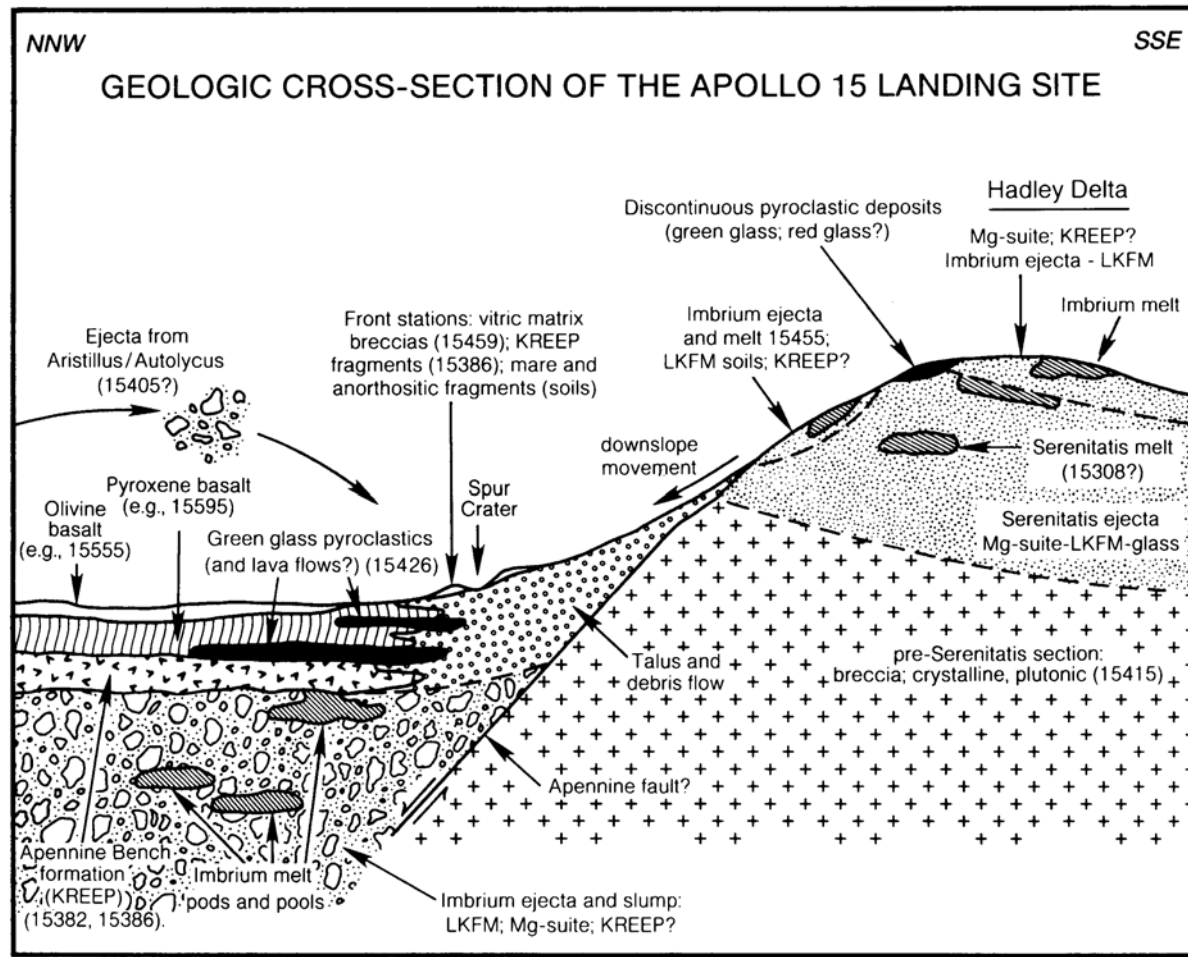 NNW
SSE
GEOLOGIC CROSS-SECTION OF THE APOLLO 15 LANDING SITE
Hadley Delta
Mg-suite; KREEP?
Imbrium ejecta - LKFM
Discontinuous pyroclastic deposits
(green glass; red glass?)
Imbrium melt
Imbrium ejecta
and melt 15455;
LKFM soils; KREEP?
Front stations: vitric matrix
breccias (15459); KREEP
fragments (15386); mare and
anorthositic fragments (soils)
Ejecta from
Aristillus/Autolycus
(15405?)
downslope
movement
Serenitatis melt
(15308?)
Pyroxene basalt
(e.g., 15595)
Spur
Crater
Olivine
basalt
(e.g., 15555)
Green glass pyroclastics
(and lava flows?) (15426)
Serenitatis ejecta
Mg-suite-LKFM-glass
Talus and
debris flow
pre-Serenitatis section:
breccia; crystalline, plutonic (15415)
Apennine fault?
Apennine Bench
formation
(KREEP)
(15382, 15386).
Imbrium melt
pods and pools
Imbrium ejecta and slump:
LKFM; Mg-suite; KREEP?